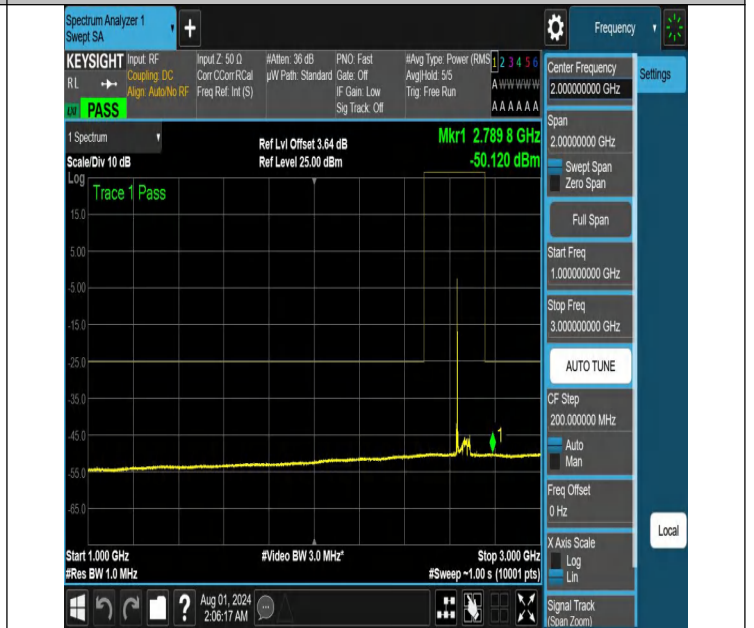 Spectrum Analyzer 1
Swept SA
+
Frequency
KEYSIGHT
RL
LXI
PASS
Input: RF
Coupling: DC
Align: Auto/No RF
Input Z: 50 Ω
Corr CCorr RCal
Freq Ref: Int (S)
#Atten: 36 dB
µW Path: Standard
PNO: Fast
Gate: Off
IF Gain: Low
Sig Track: Off
#Avg Type: Power (RMS
Avg|Hold: 5/5
Trig: Free Run
1 2 3 4 5 6
A W W W W W
A A A A A A
1 Spectrum
Scale/Div 10 dB
Ref Lvl Offset 3.64 dB
Ref Level 25.00 dBm
Mkr1 2.789 8 GHz
-50.120 dBm
Log
Trace 1 Pass
15.0
5.00
-5.00
-15.0
-25.0
-35.0
-45.0
-55.0
-65.0
1
Start 1.000 GHz
#Res BW 1.0 MHz
#Video BW 3.0 MHz*
Stop 3.000 GHz
#Sweep ~1.00 s (10001 pts)
Center Frequency
2.000000000 GHz
Settings
Span
2.00000000 GHz
Swept Span
Zero Span
Full Span
Start Freq
1.000000000 GHz
Stop Freq
3.000000000 GHz
AUTO TUNE
CF Step
200.000000 MHz
Auto
Man
Freq Offset
0 Hz
X Axis Scale
Log
Lin
Local
Signal Track
(Span Zoom)
?
Aug 01, 2024
2:06:17 AM